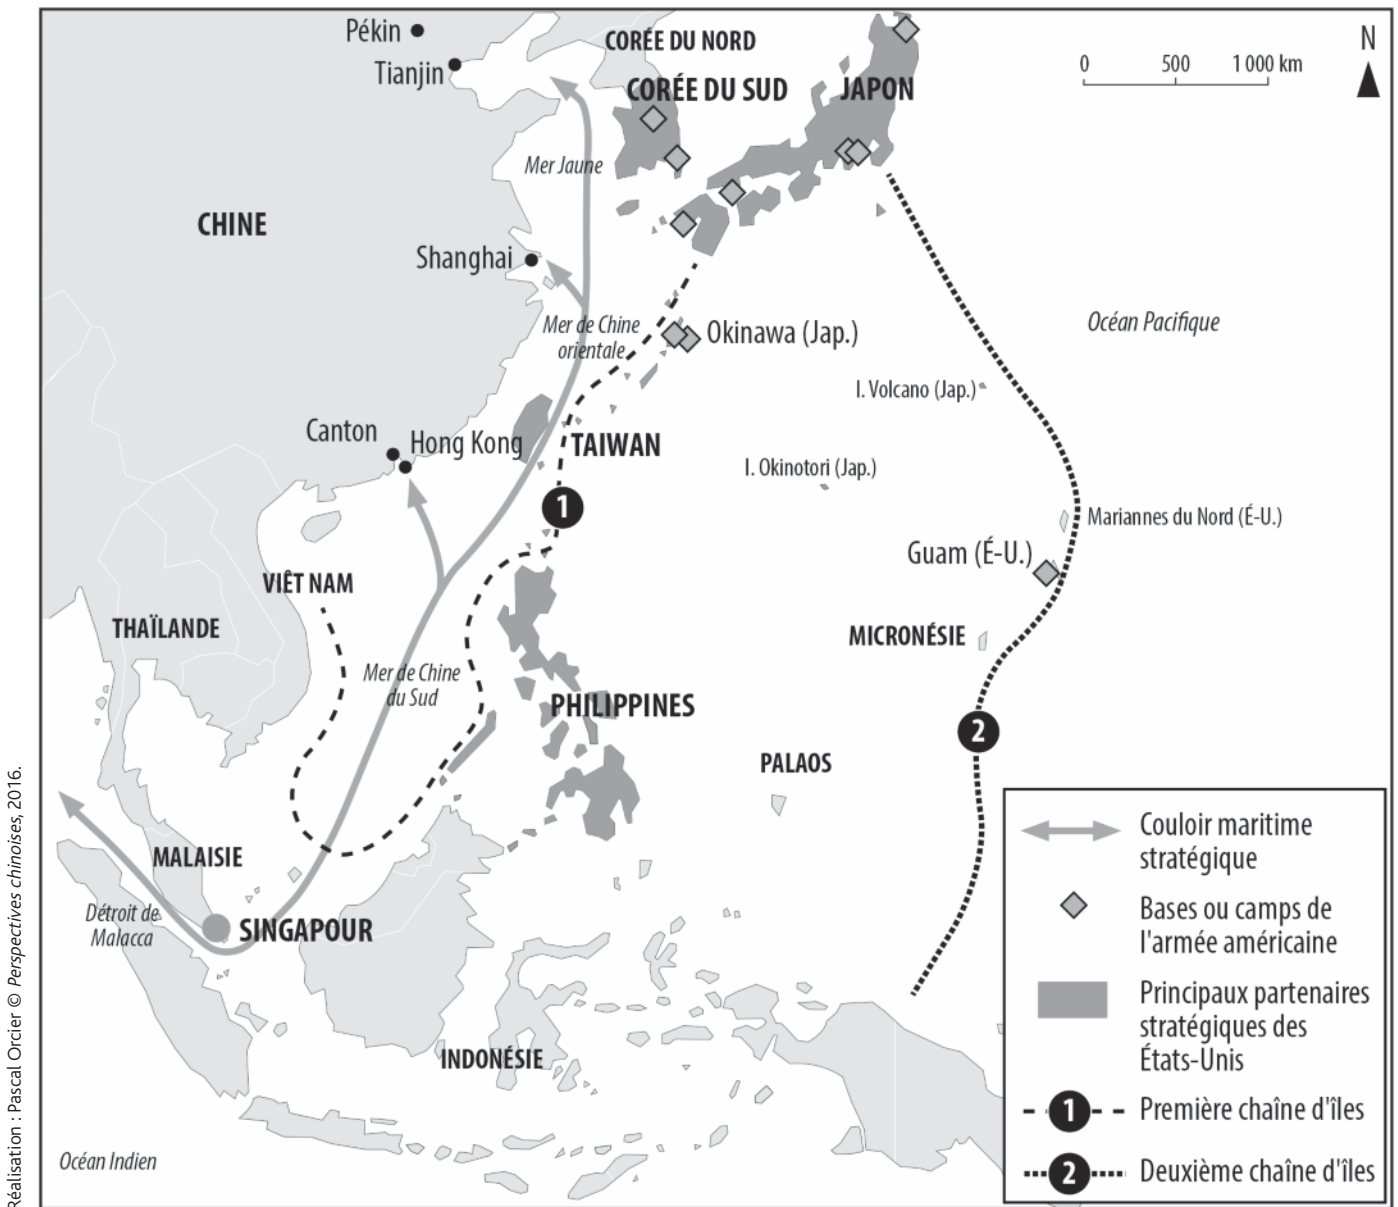 Pékin
Tianjin
CORÉE DU NORD
CORÉE DU SUD
JAPON
0 500 1 000 km
N
Mer Jaune
CHINE
Shanghai
Mer de Chine
orientale
Okinawa (Jap.)
Océan Pacifique
I. Volcano (Jap.)
Canton
Hong Kong
TAIWAN
I. Okinotori (Jap.)
1
Mariannes du Nord (É-U.)
Guam (É-U.)
VIÊT NAM
THAÏLANDE
MICRONÉSIE
Mer de Chine
du Sud
PHILIPPINES
2
PALAOS
MALAISIE
Détroit de
Malacca
SINGAPOUR
INDONÉSIE
Océan Indien
Couloir maritime
stratégique
Bases ou camps de
l'armée américaine
Principaux partenaires
stratégiques des
États-Unis
1 Première chaîne d'îles
2 Deuxième chaîne d'îles
Réalisation : Pascal Orcier © Perspectives chinoises, 2016.